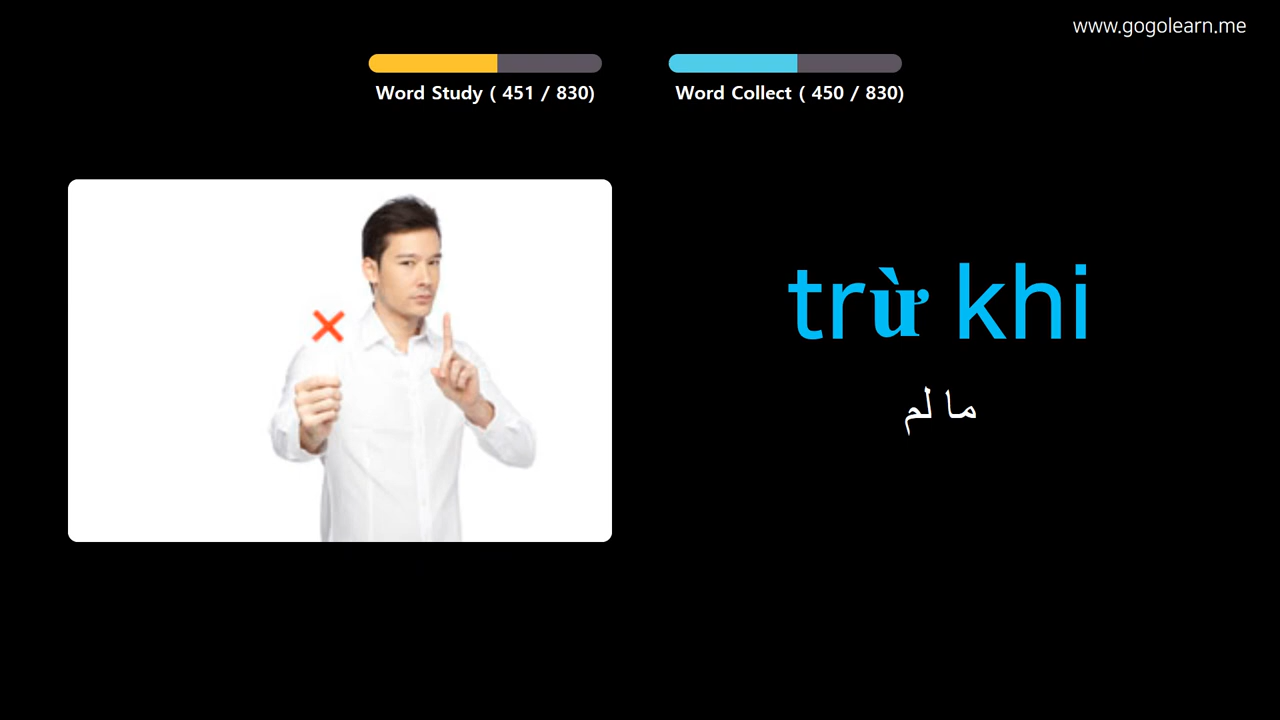 www.gogolearn.me
Word Study ( 451 / 830)
Word Collect ( 450 / 830)
trừ khi
ما لم